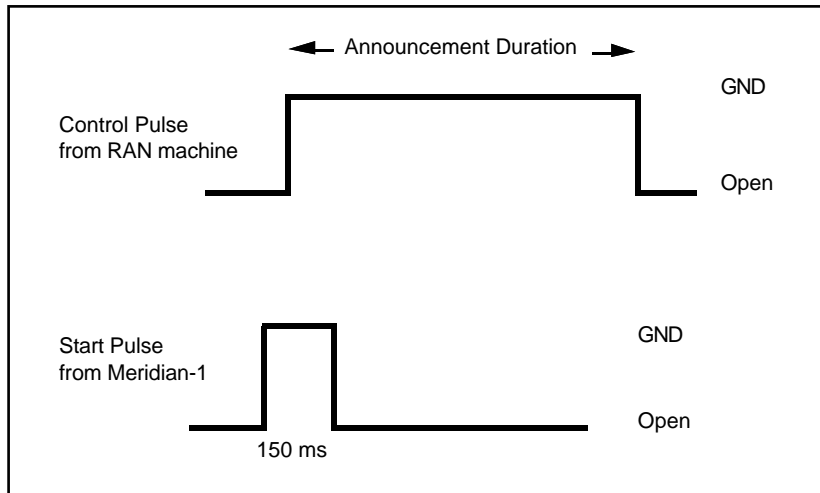 Announcement Duration
GND
Control Pulse
from RAN machine
Open
Start Pulse
from Meridian-1
GND
Open
150 ms